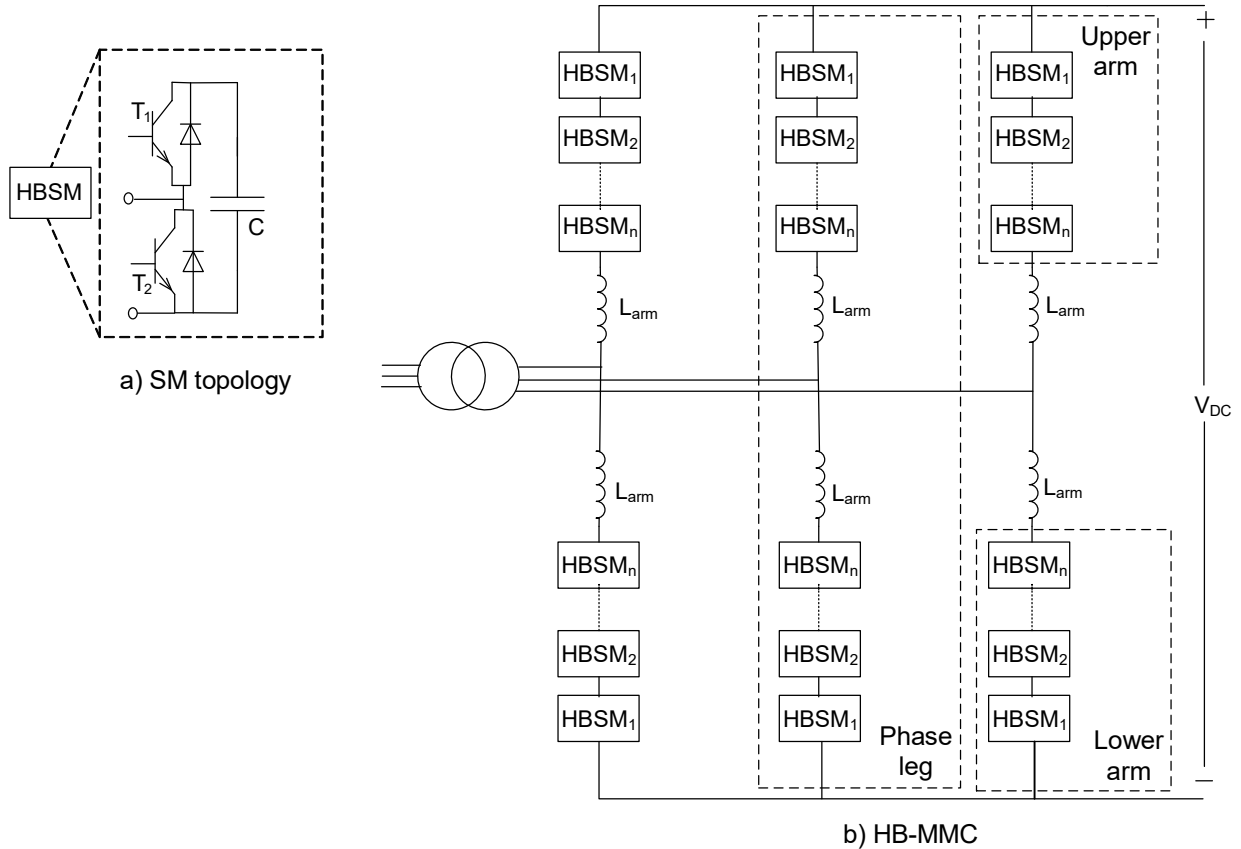 T₁
HBSM
C
T₂
a) SM topology
HBSM₁
HBSM₂
HBSMₙ
Lₐᵣₘ
Lₐᵣₘ
HBSMₙ
HBSM₂
HBSM₁
HBSM₁
HBSM₂
HBSMₙ
Lₐᵣₘ
Lₐᵣₘ
HBSMₙ
HBSM₂
HBSM₁
Phase
leg
HBSM₁
HBSM₂
HBSMₙ
Upper
arm
Lₐᵣₘ
Lₐᵣₘ
HBSMₙ
HBSM₂
HBSM₁
Lower
arm
+
V_DC
−
b) HB-MMC